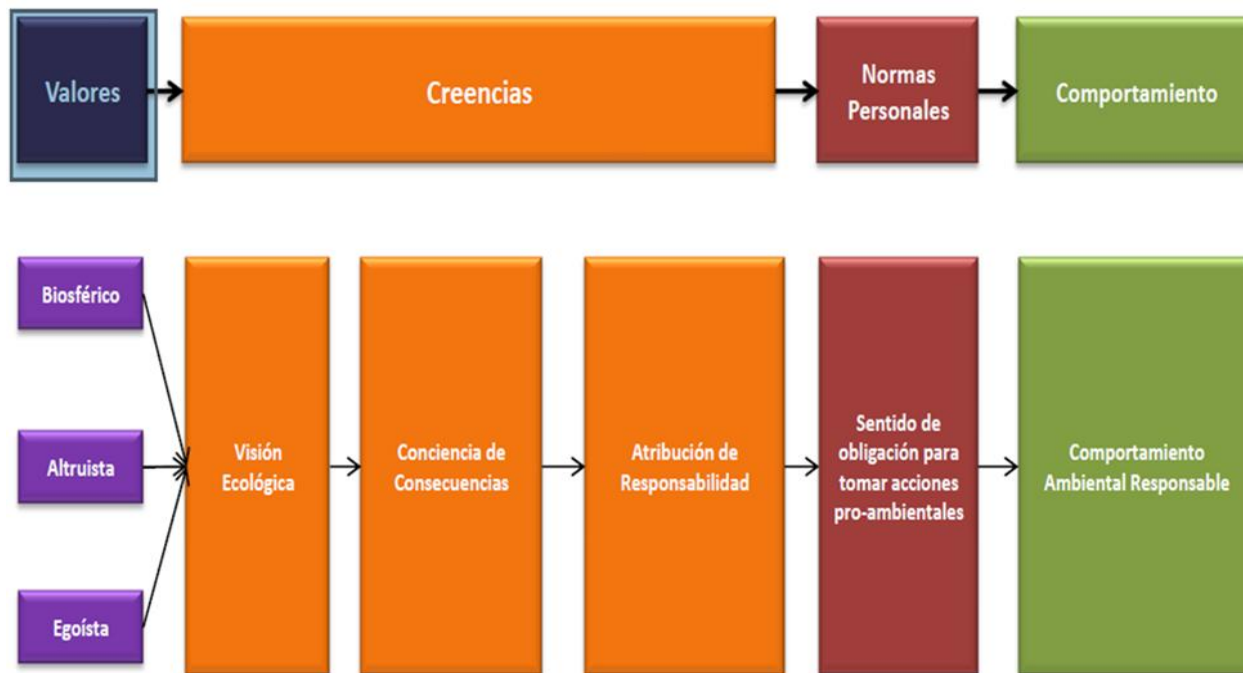 Valores
Creencias
Normas
Personales
Comportamiento
Biosférico
Altruista
Egoísta
Visión
Ecológica
Conciencia de
Consecuencias
Atribución de
Responsabilidad
Sentido de
obligación para
tomar acciones
pro-ambientales
Comportamiento
Ambiental Responsable